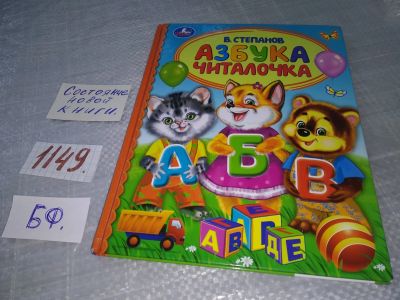 В. СТЕПАНОВ
АЗБУКА
ЧИТАЛОЧКА
Состояние
новой
книги.
1149.
БФ.
А Б В
А В Г Д Е